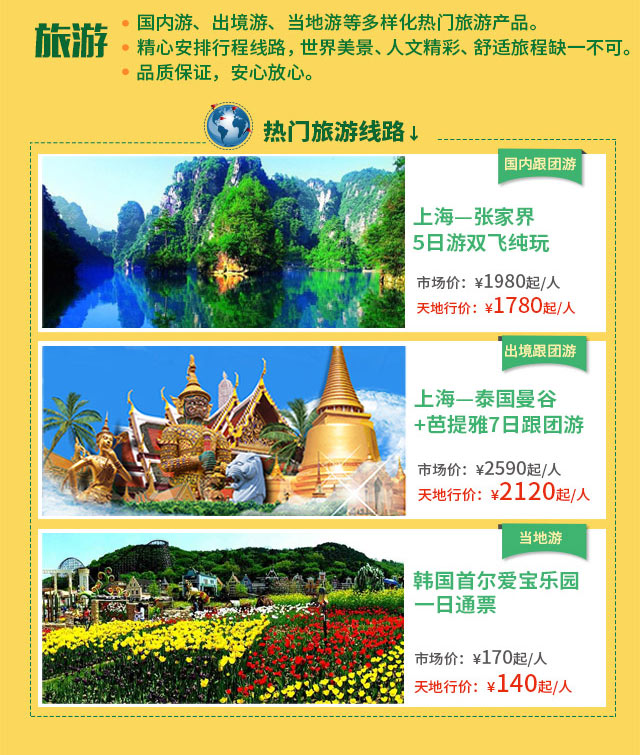 旅游
国内游、出境游、当地游等多样化热门旅游产品。
精心安排行程线路，世界美景、人文精彩、舒适旅程缺一不可。
品质保证，安心放心。
热门旅游线路↓
国内跟团游
上海—张家界
5日游双飞纯玩
市场价：¥1980起/人
天地行价：¥1780起/人
出境跟团游
上海—泰国曼谷
+芭提雅7日跟团游
市场价：¥2590起/人
天地行价：¥2120起/人
当地游
韩国首尔爱宝乐园
一日通票
市场价：¥170起/人
天地行价：¥140起/人